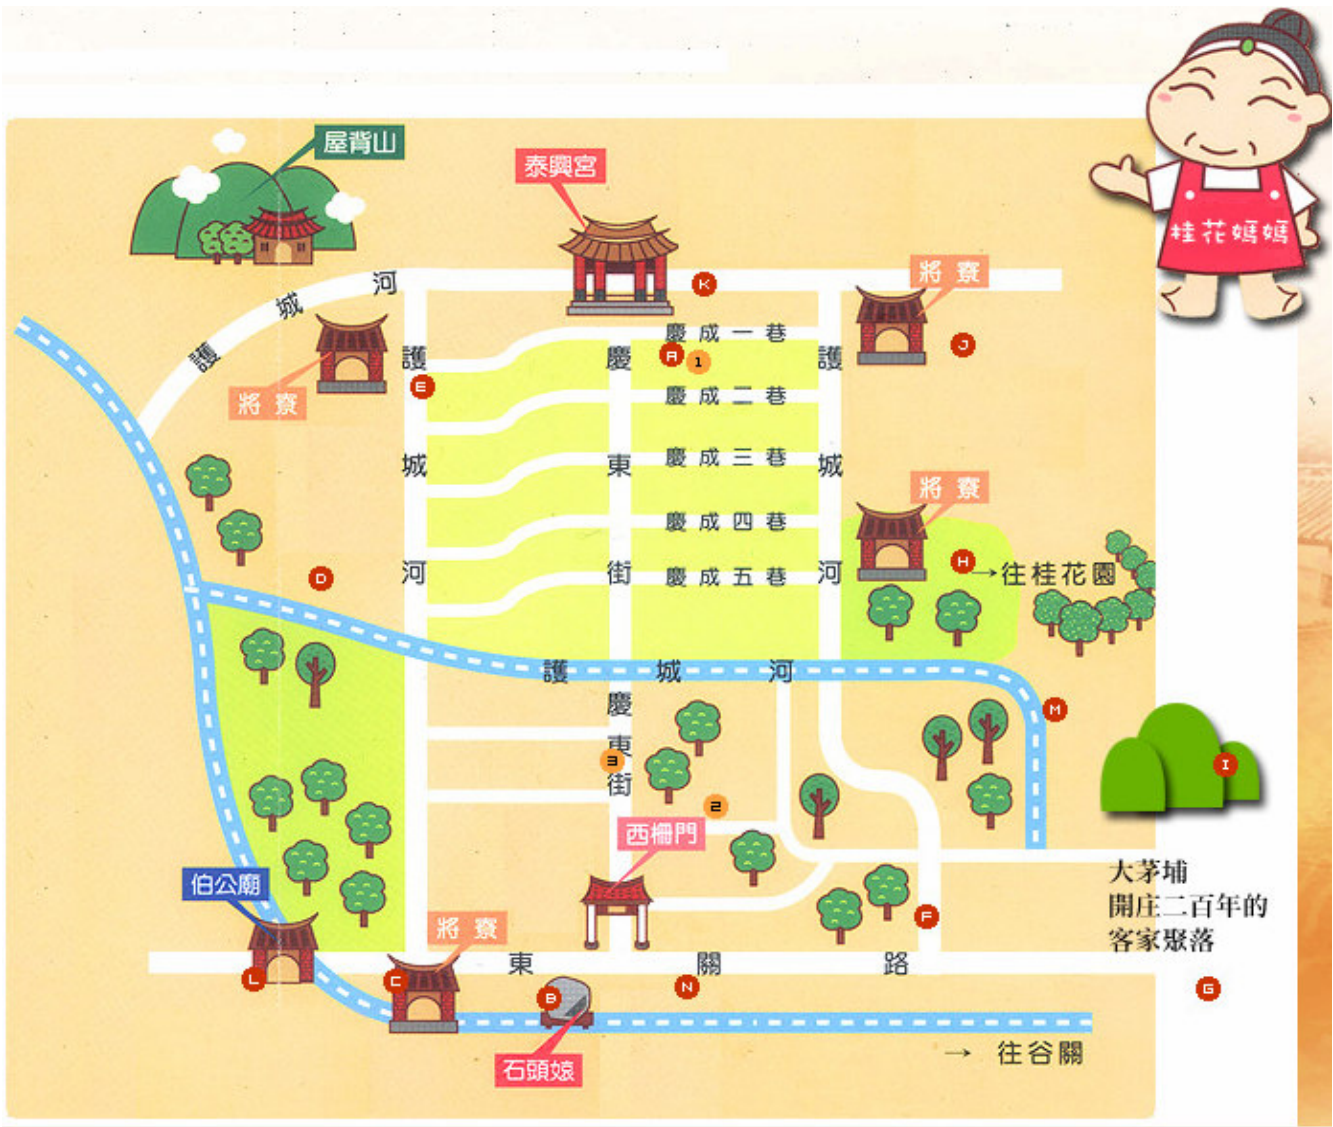 屋背山
泰興宮
桂花媽媽
護城河
K
將寮
將寮
慶成一巷
A
1
J
E
慶成二巷
慶成三巷
慶成四巷
慶成五巷
護城河
慶東街
護城河
將寮
H
→往桂花園
D
護城河
M
慶東街
3
2
I
西柵門
大茅埔
開庄二百年的
客家聚落
伯公廟
F
將寮
東關路
L
C
B
N
G
石頭
→ 往谷關